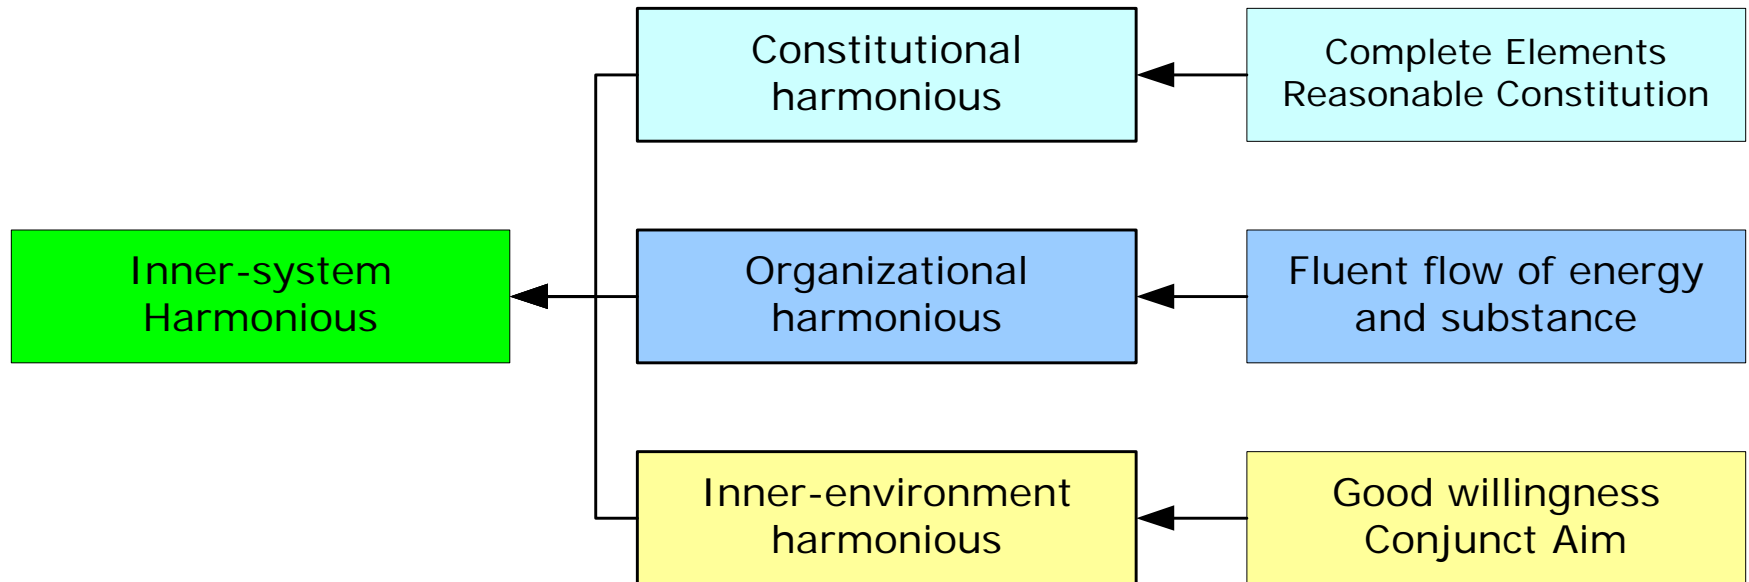 Constitutional
harmonious
Complete Elements
Reasonable Constitution
Inner-system
Harmonious
Organizational
harmonious
Fluent flow of energy
and substance
Inner-environment
harmonious
Good willingness
Conjunct Aim